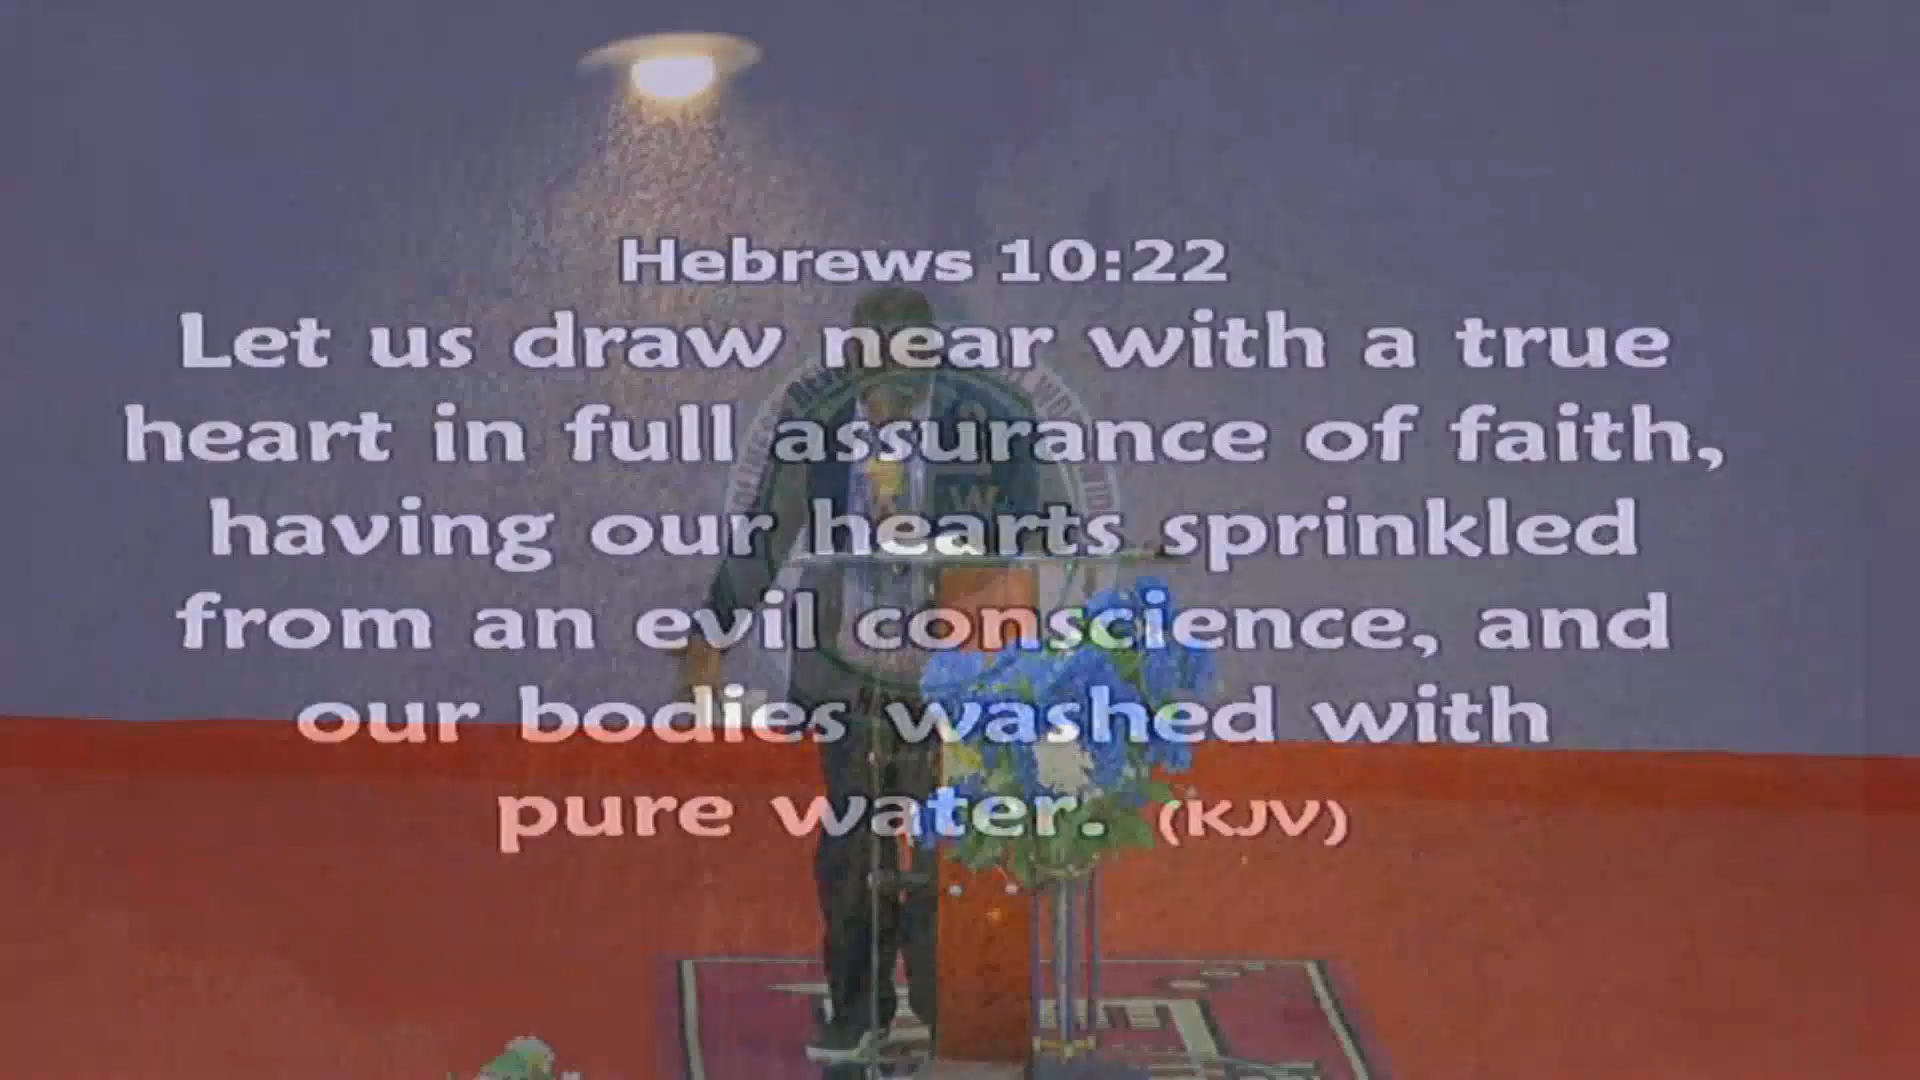 Hebrews 10:22
Let us draw near with a true
heart in full assurance of faith,
having our hearts sprinkled
from an evil conscience, and
our bodies washed with
pure water. (KJV)